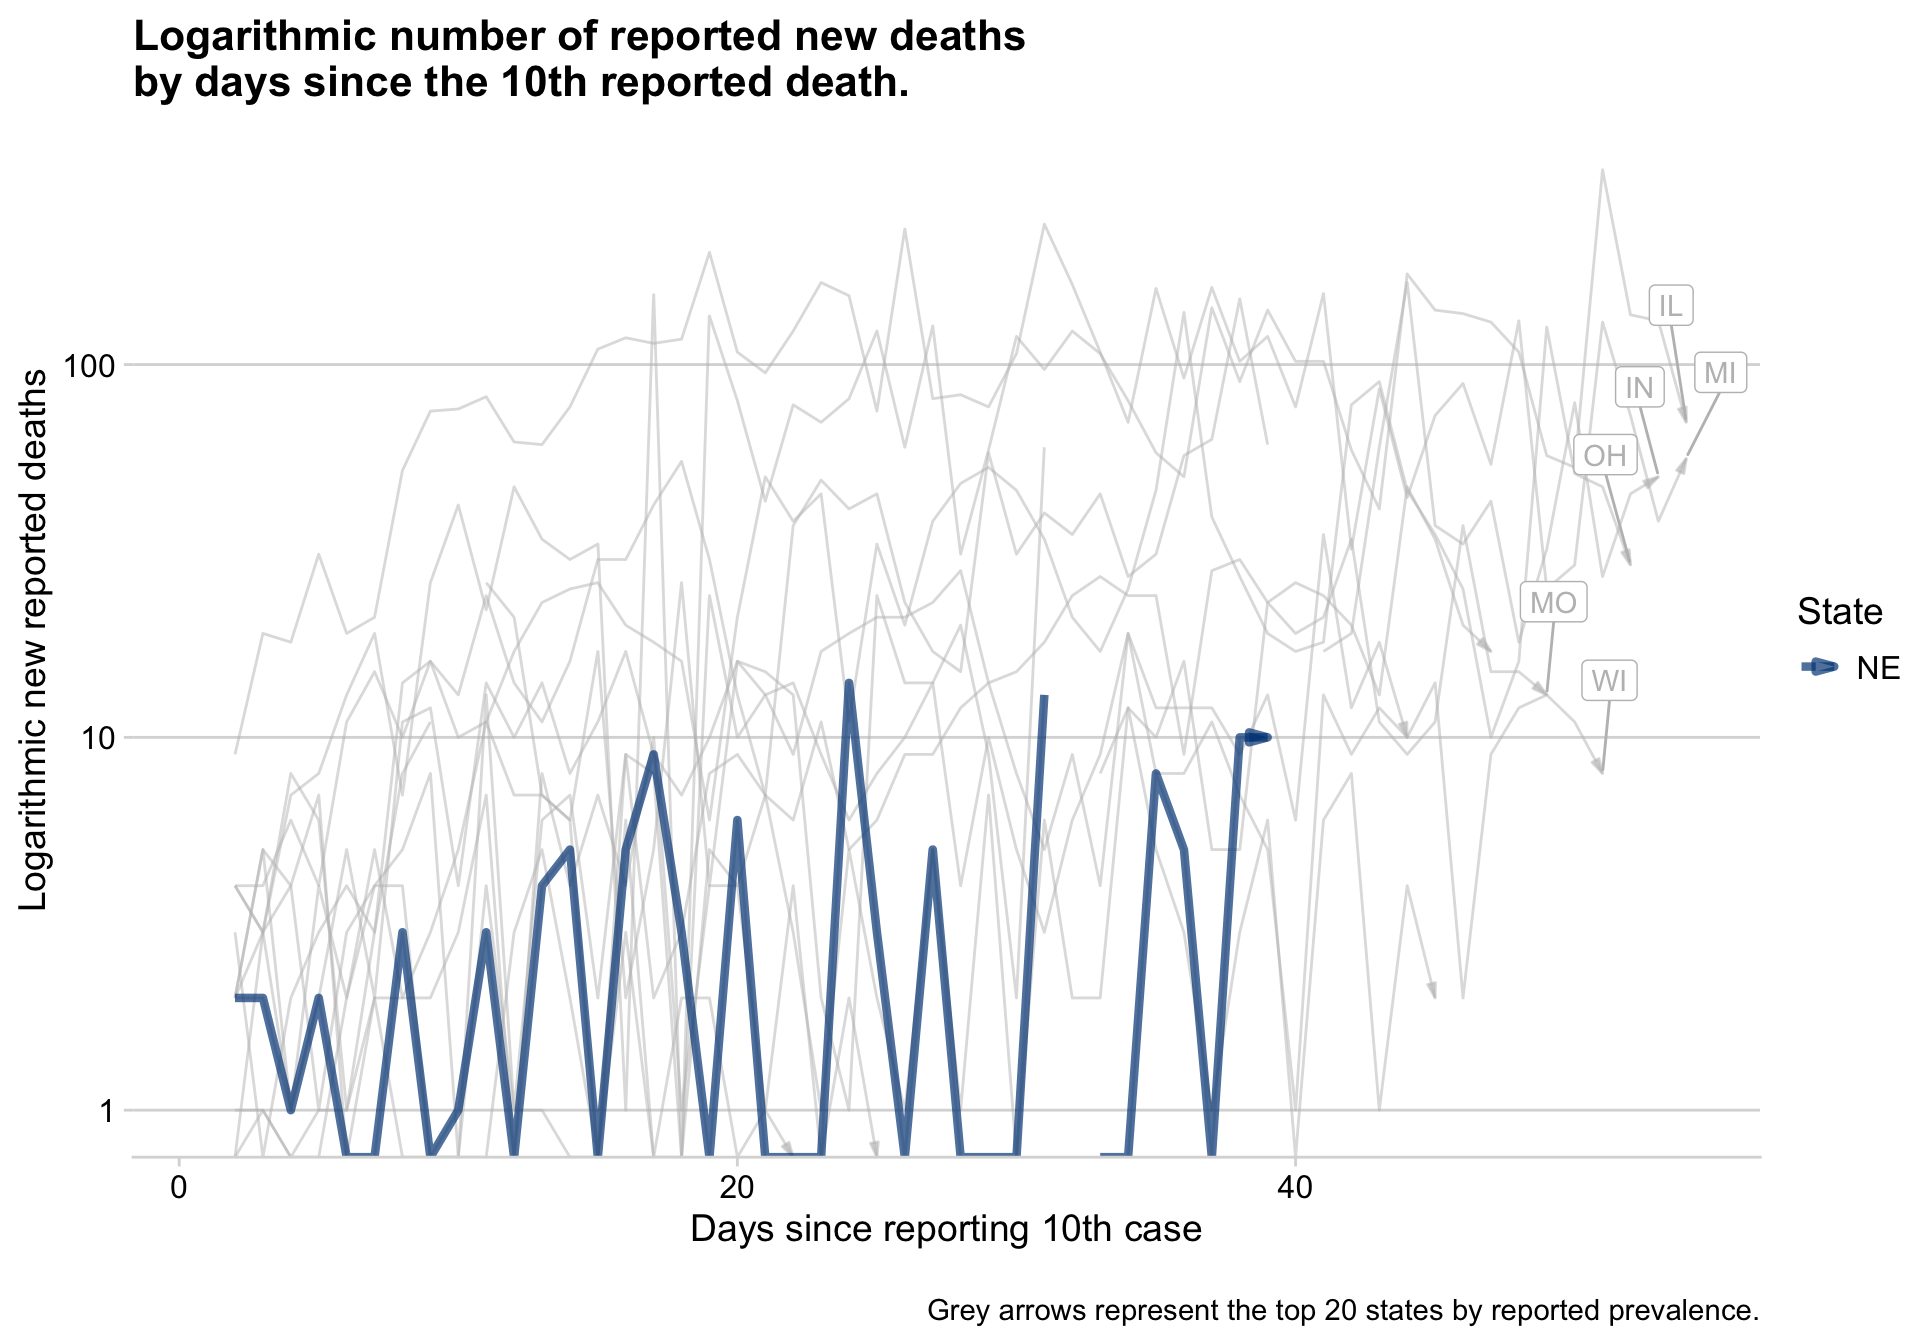 Logarithmic number of reported new deaths
by days since the 10th reported death.
Logarithmic new reported deaths
100
10
1
IL
MI
IN
OH
MO
WI
State
NE
0
20
40
Days since reporting 10th case
Grey arrows represent the top 20 states by reported prevalence.